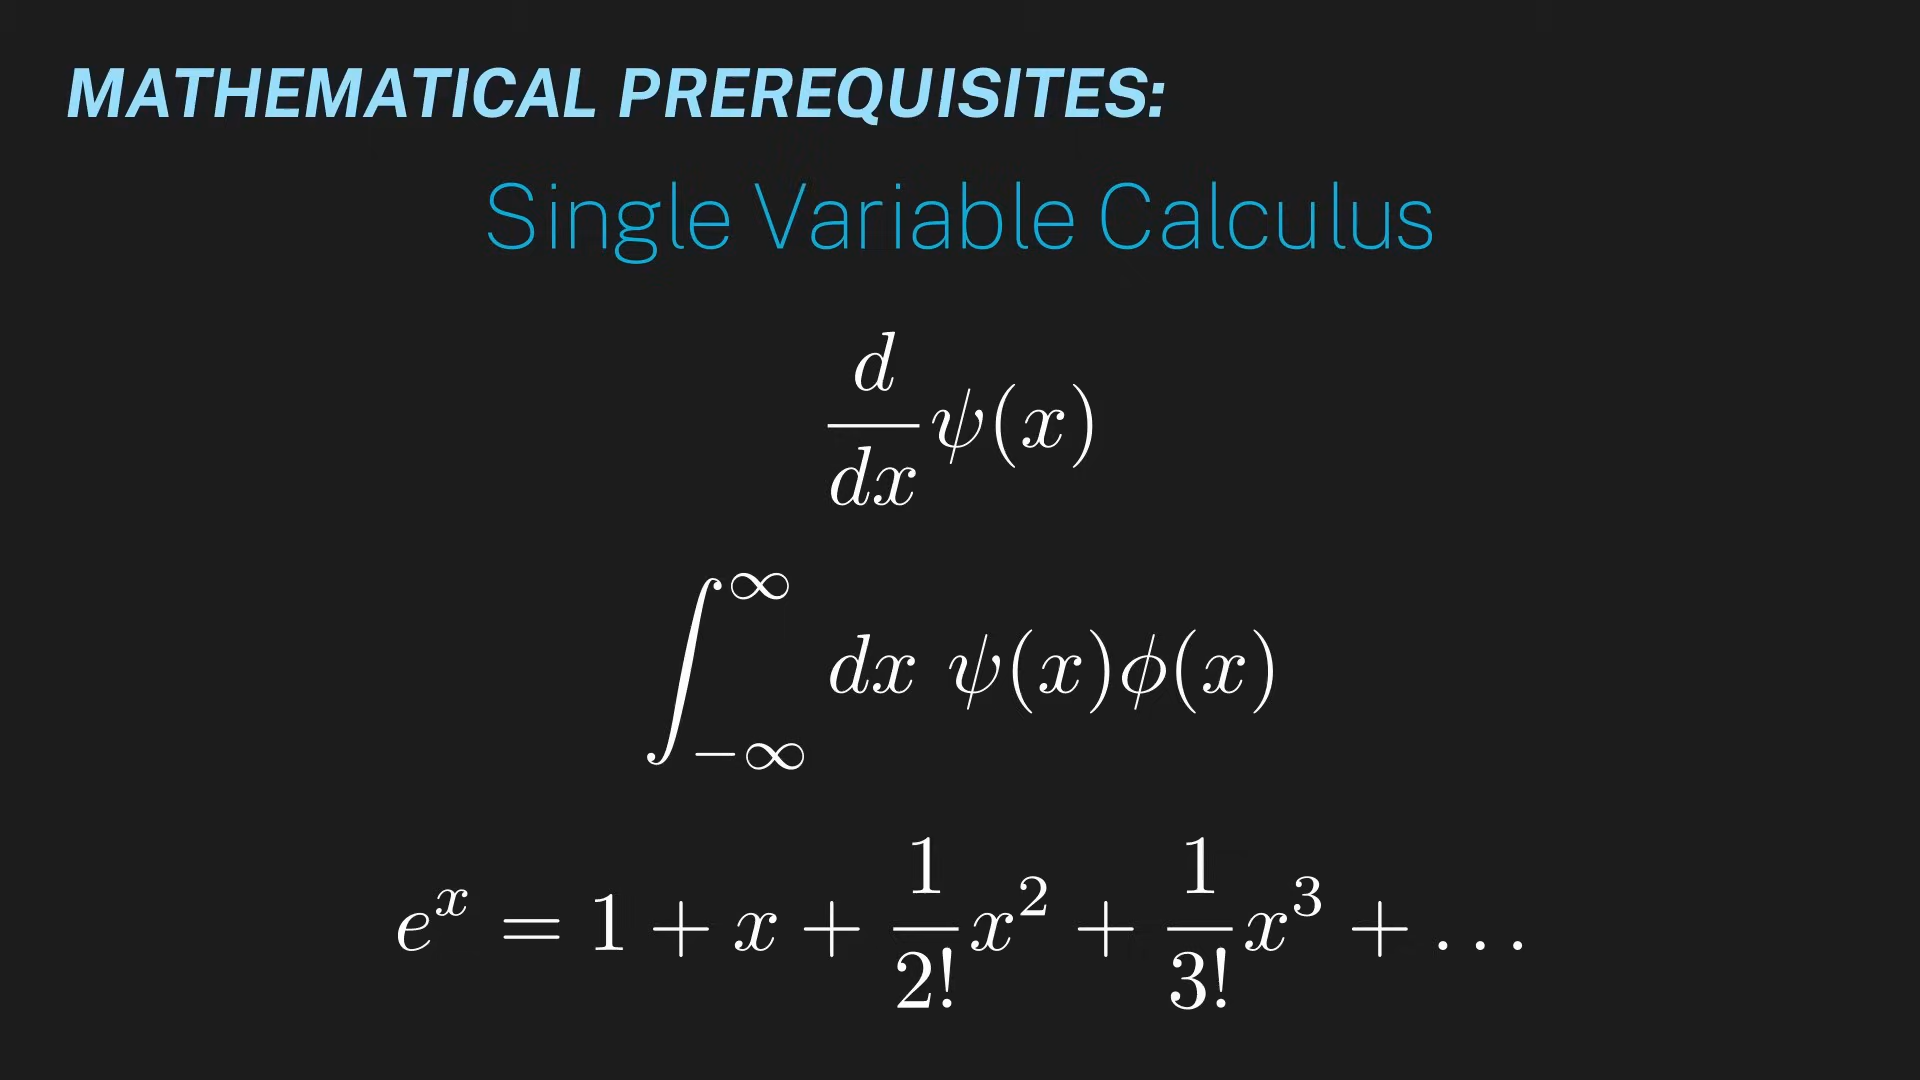 MATHEMATICAL PREREQUISITES:
Single Variable Calculus
d/dx ψ(x)
∫_{-∞}^{∞} dx ψ(x)ϕ(x)
e^x = 1 + x + 1/2! x^2 + 1/3! x^3 + ...